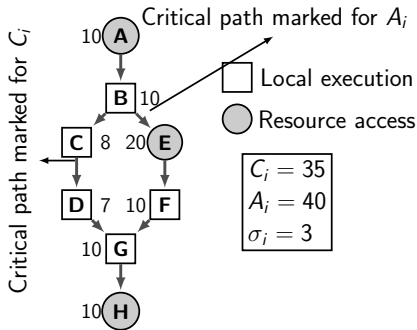 Critical path marked for A_i
Critical path marked for C_i
10 A
B 10
C 8
20 E
D 7
10 F
10 G
10 H
Local execution
Resource access
C_i = 35
A_i = 40
σ_i = 3